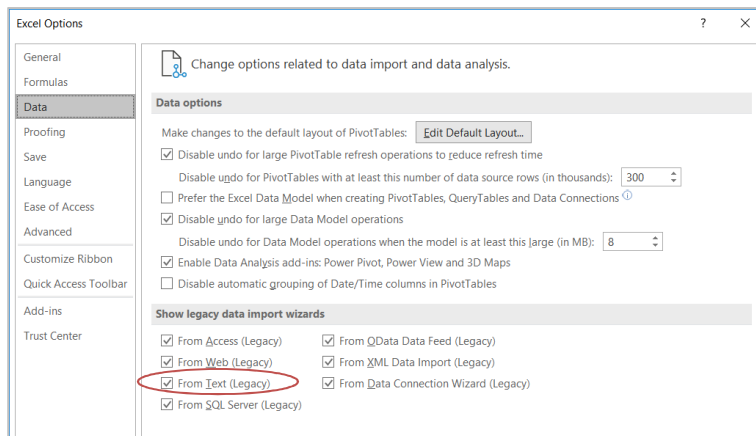 Excel Options
?
General
Formulas
Data
Proofing
Save
Language
Ease of Access
Advanced
Customize Ribbon
Quick Access Toolbar
Add-ins
Trust Center
Change options related to data import and data analysis.
Data options
Make changes to the default layout of PivotTables: Edit Default Layout...
Disable undo for large PivotTable refresh operations to reduce refresh time
Disable undo for PivotTables with at least this number of data source rows (in thousands): 300
Prefer the Excel Data Model when creating PivotTables, QueryTables and Data Connections
Disable undo for large Data Model operations
Disable undo for Data Model operations when the model is at least this large (in MB): 8
Enable Data Analysis add-ins: Power Pivot, Power View and 3D Maps
Disable automatic grouping of Date/Time columns in PivotTables
Show legacy data import wizards
From Access (Legacy) From OData Data Feed (Legacy)
From Web (Legacy) From XML Data Import (Legacy)
From Text (Legacy) From Data Connection Wizard (Legacy)
From SQL Server (Legacy)